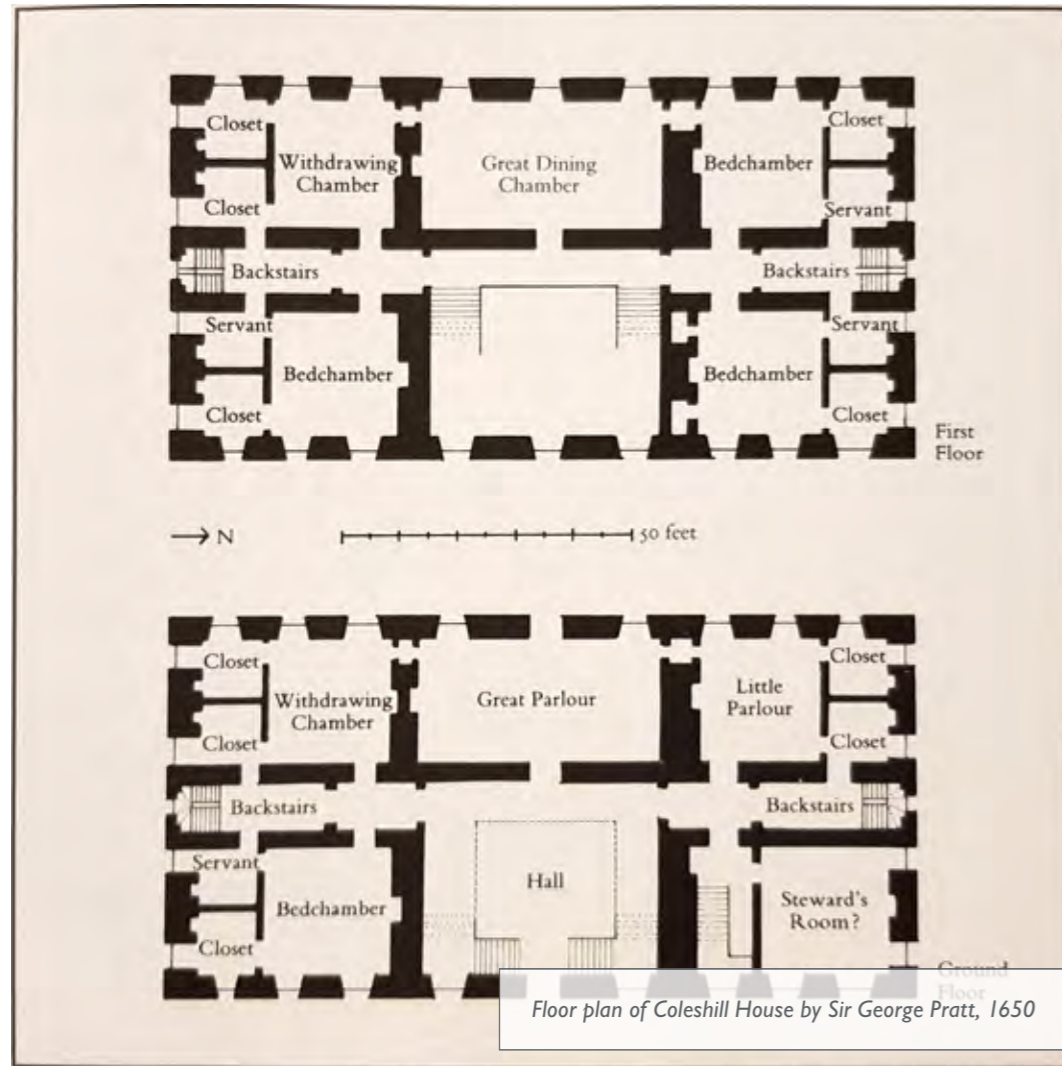 Closet
Closet
Withdrawing
Chamber
Great Dining
Chamber
Bedchamber
Closet
Closet
Servant
Backstairs
Backstairs
Servant
Servant
Bedchamber
Bedchamber
Closet
Closet
First
Floor
N
50 feet
Closet
Closet
Withdrawing
Chamber
Great Parlour
Little
Parlour
Closet
Closet
Backstairs
Backstairs
Servant
Hall
Bedchamber
Steward's
Room?
Closet
Ground
Floor
Floor plan of Coleshill House by Sir George Pratt, 1650